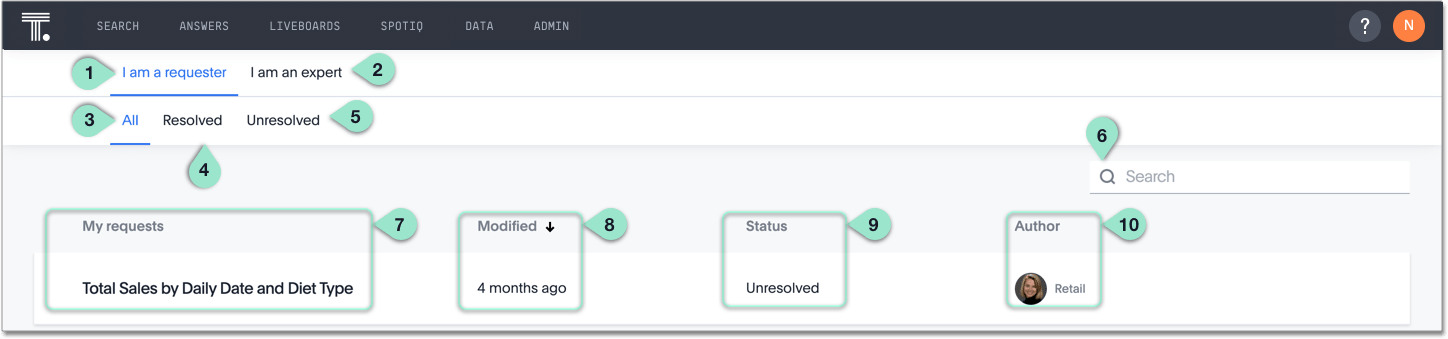 T. SEARCH ANSWERS LIVEBOARDS SPOTIQ DATA ADMIN ? N
1 I am a requester I am an expert 2
3 All Resolved Unresolved 5
4
6
Search
My requests 7 Modified 8 Status 9 Author 10
Total Sales by Daily Date and Diet Type 4 months ago Unresolved Retail